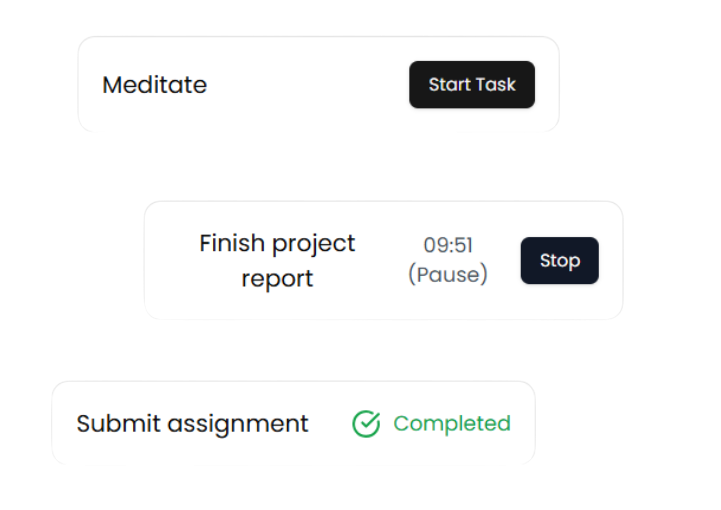 Meditate
Start Task
Finish project
report
09:51
(Pause)
Stop
Submit assignment
Completed